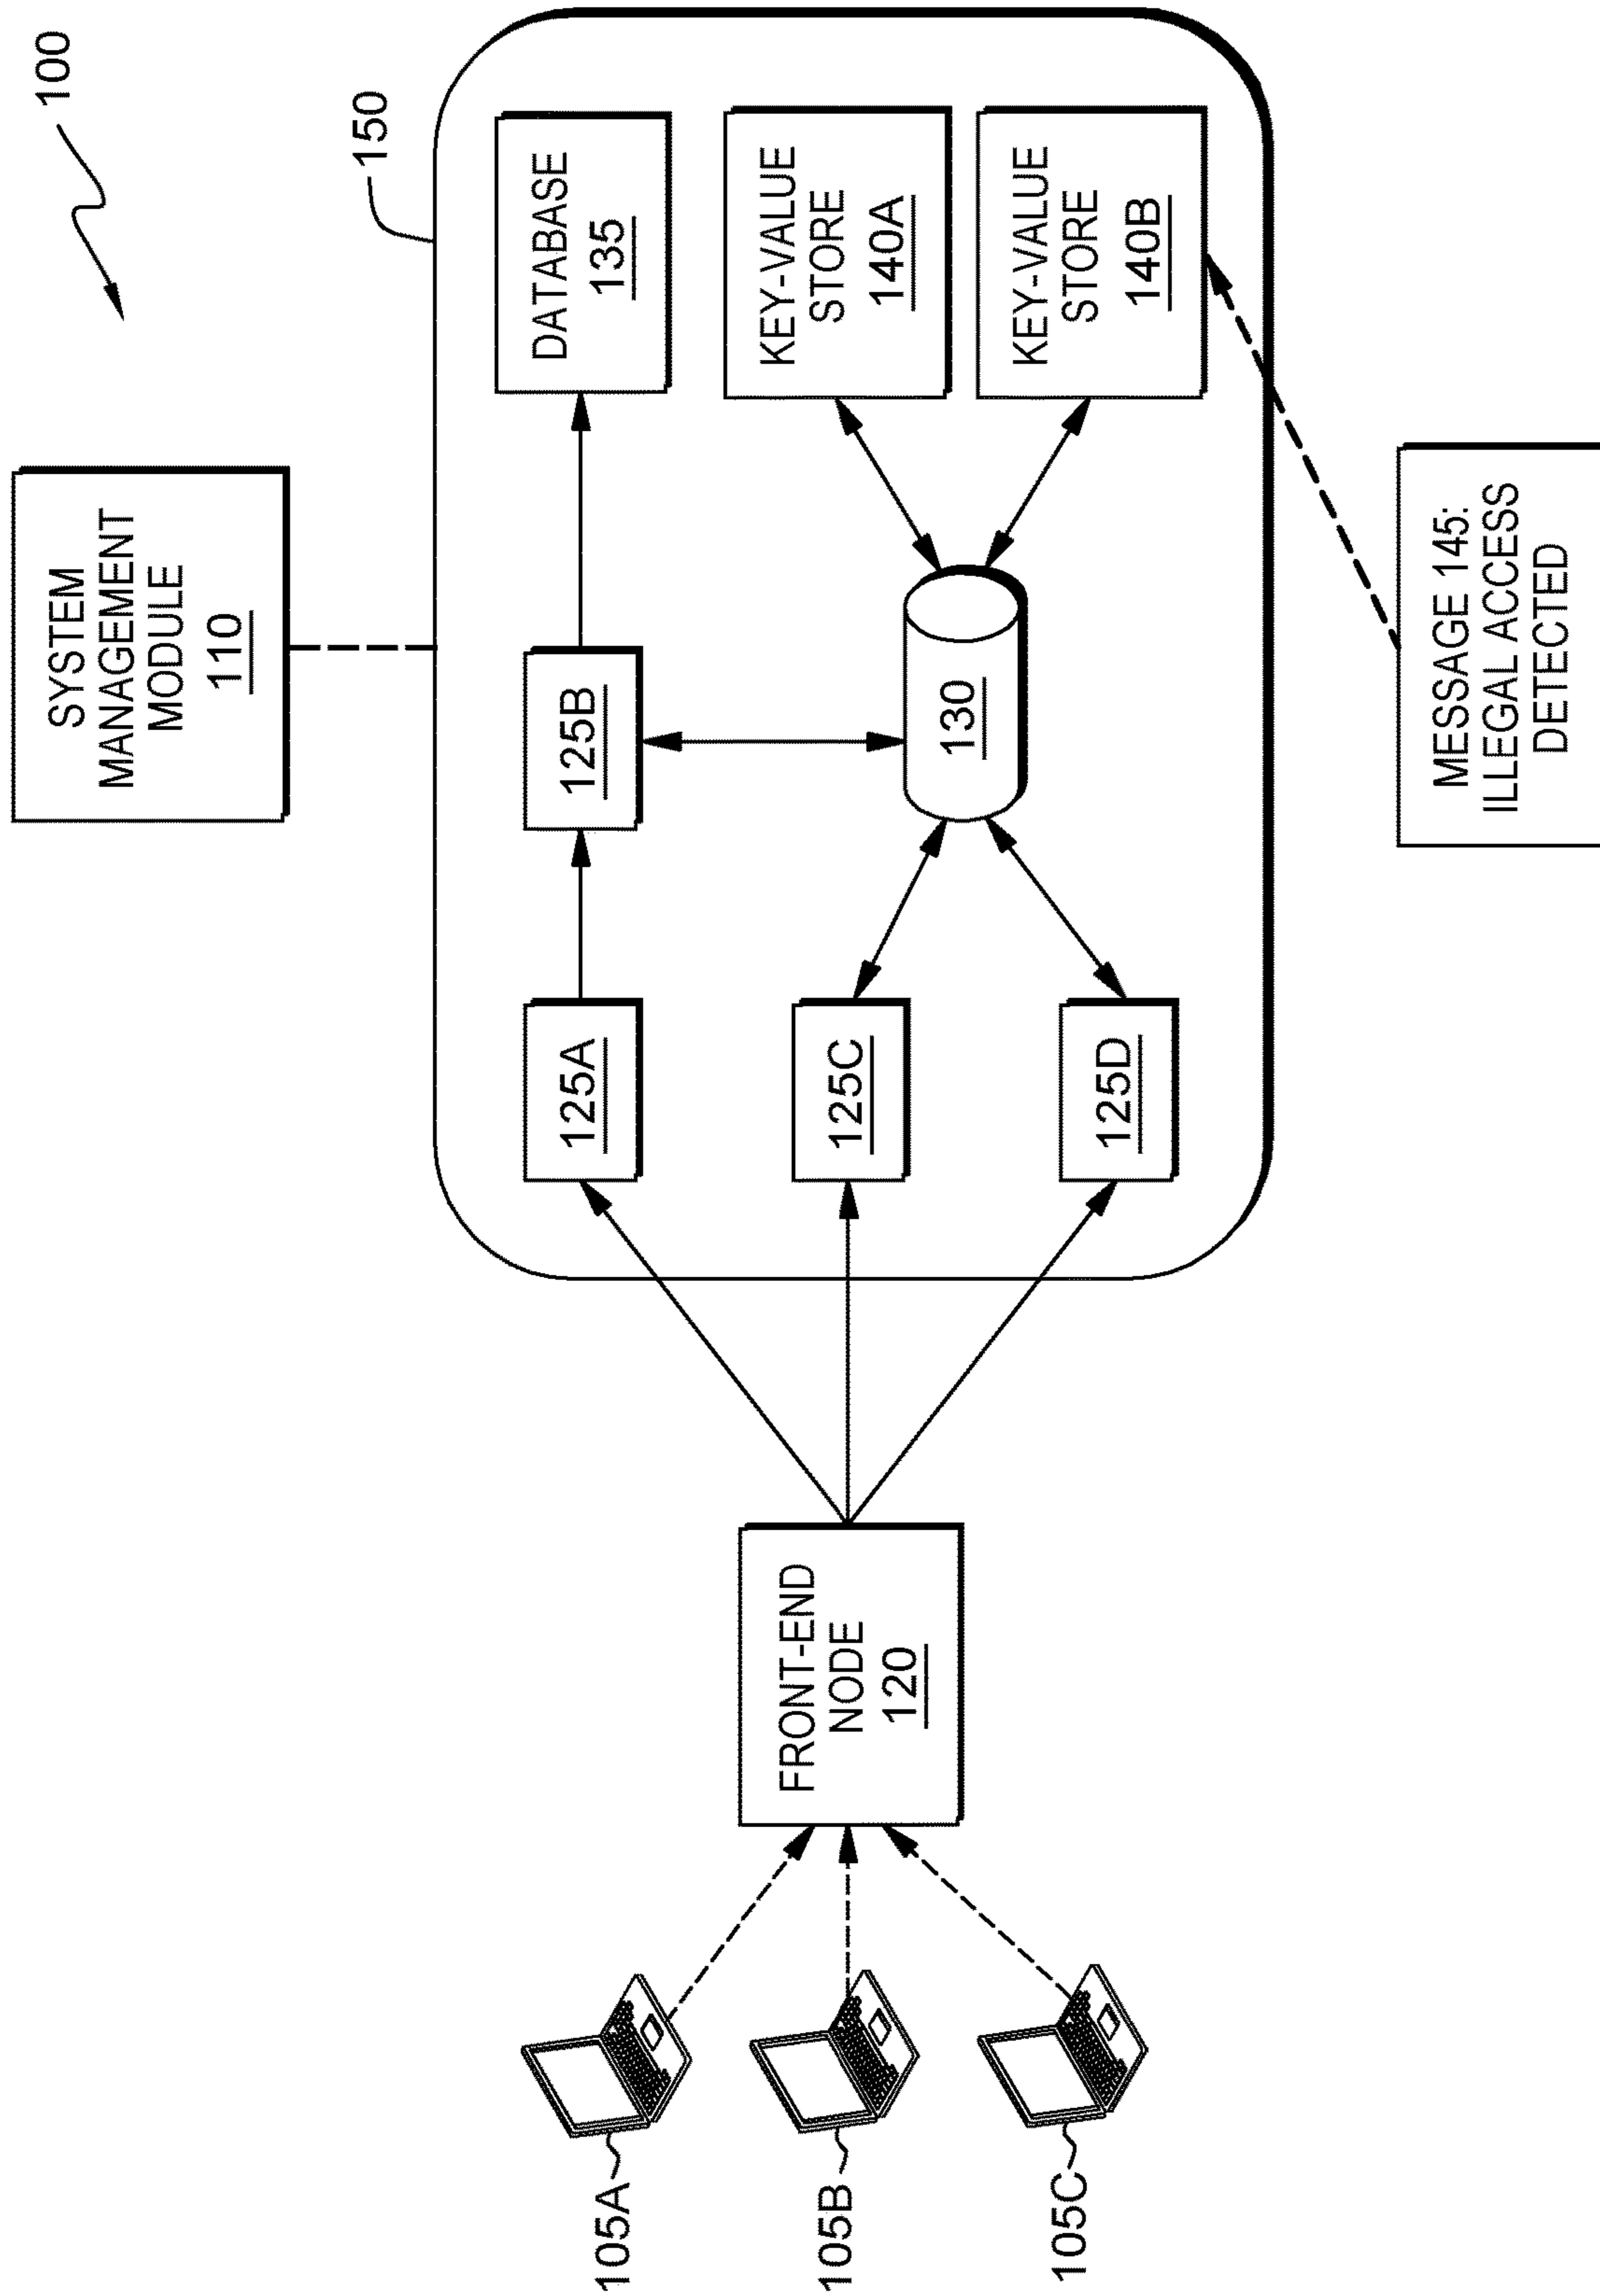 100
SYSTEM
MANAGEMENT
MODULE
110
150
125A
125B
DATABASE
135
105A
105B
105C
FRONT-END
NODE
120
125C
125D
130
KEY-VALUE
STORE
140A
KEY-VALUE
STORE
140B
MESSAGE 145:
ILLEGAL ACCESS
DETECTED